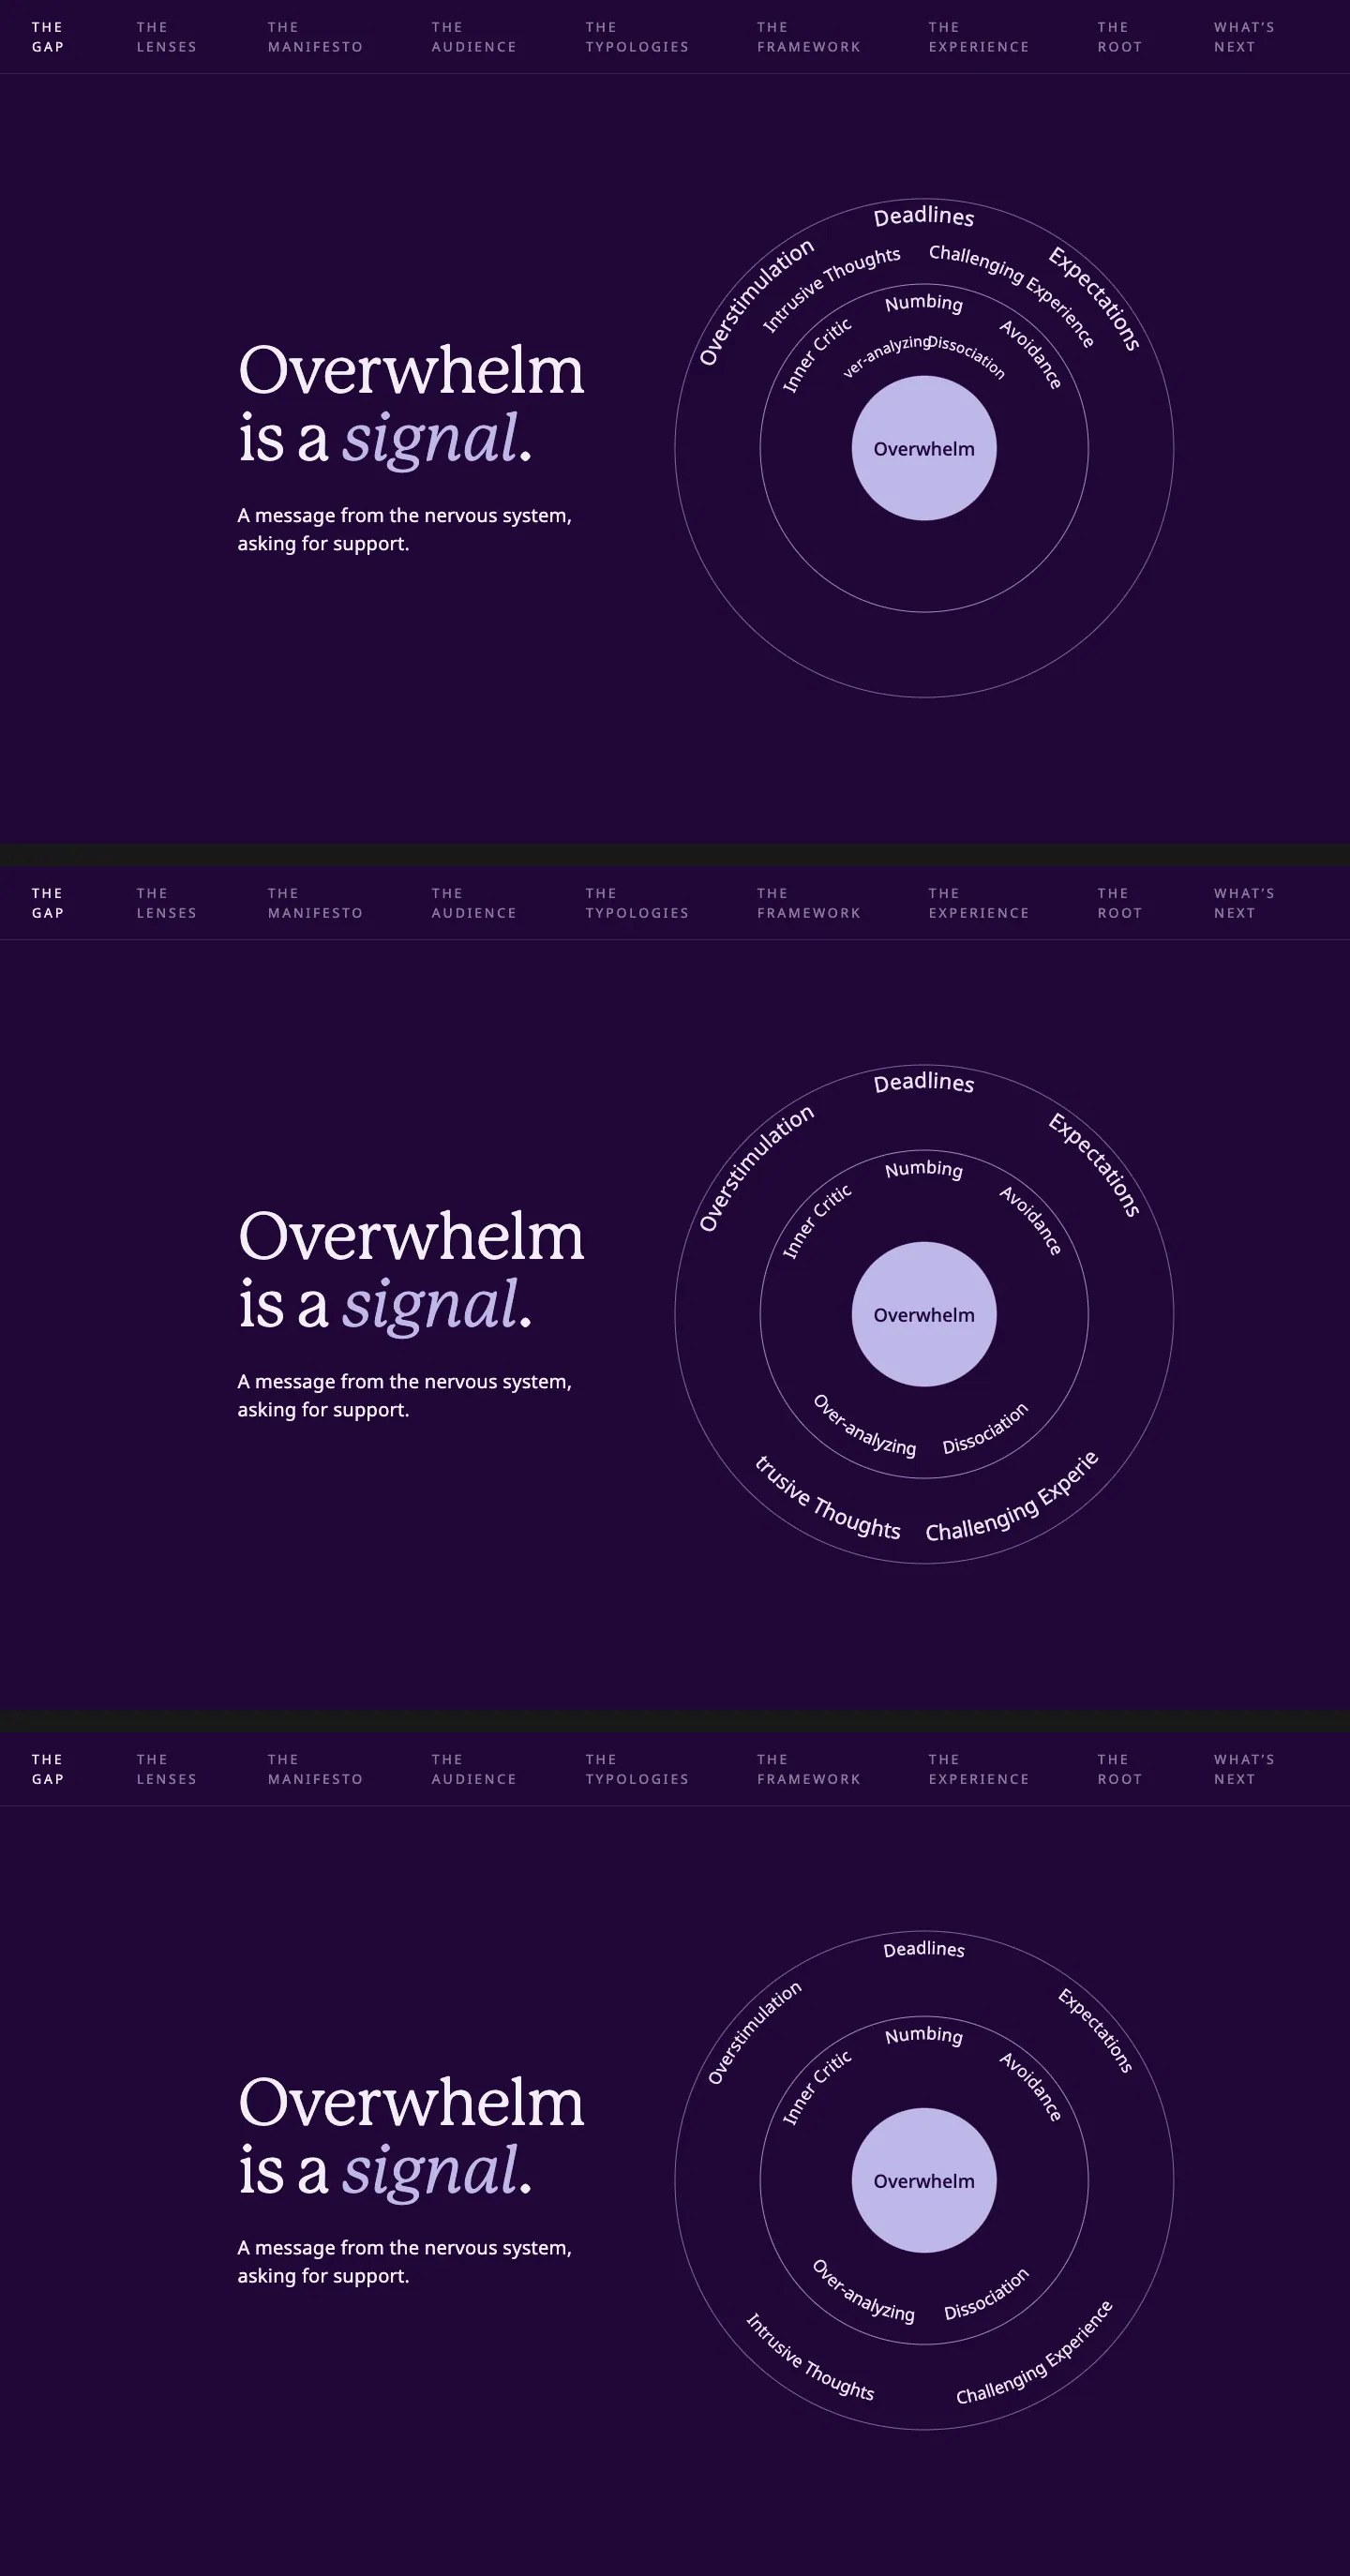 THE GAP
THE LENSES
THE MANIFESTO
THE AUDIENCE
THE TYPOLOGIES
THE FRAMEWORK
THE EXPERIENCE
THE ROOT
WHAT'S NEXT
Overwhelm
is a signal.
A message from the nervous system,
asking for support.
Overstimulation
Deadlines
Expectations
Intrusive Thoughts
Challenging Experience
Inner Critic
Numbing
Avoidance
ver-analyzing
Dissociation
Overwhelm
THE GAP
THE LENSES
THE MANIFESTO
THE AUDIENCE
THE TYPOLOGIES
THE FRAMEWORK
THE EXPERIENCE
THE ROOT
WHAT'S NEXT
Overwhelm
is a signal.
A message from the nervous system,
asking for support.
Overstimulation
Deadlines
Expectations
Inner Critic
Numbing
Avoidance
Overwhelm
Over-analyzing
Dissociation
trusive Thoughts
Challenging Experie
THE GAP
THE LENSES
THE MANIFESTO
THE AUDIENCE
THE TYPOLOGIES
THE FRAMEWORK
THE EXPERIENCE
THE ROOT
WHAT'S NEXT
Overwhelm
is a signal.
A message from the nervous system,
asking for support.
Overstimulation
Deadlines
Expectations
Inner Critic
Numbing
Avoidance
Overwhelm
Over-analyzing
Dissociation
Intrusive Thoughts
Challenging Experience